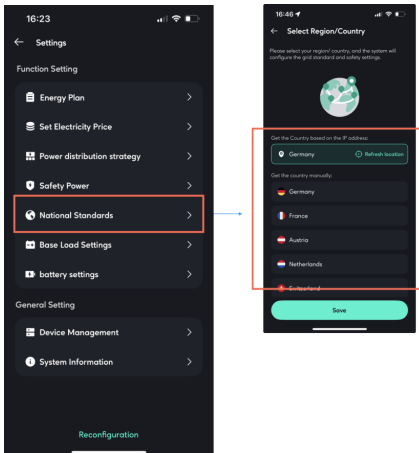 16:23
Settings
Function Setting
Energy Plan
Set Electricity Price
Power distribution strategy
Safety Power
National Standards
Base Load Settings
battery settings
General Setting
Device Management
System Information
Reconfiguration
16:46
Select Region/Country
Please select your region/ country, and the system will
configure the grid standard and safety settings.
Get the Country based on the IP address:
Germany Refresh location
Get the country manually:
Germany
France
Austria
Netherlands
Switzerland
Save